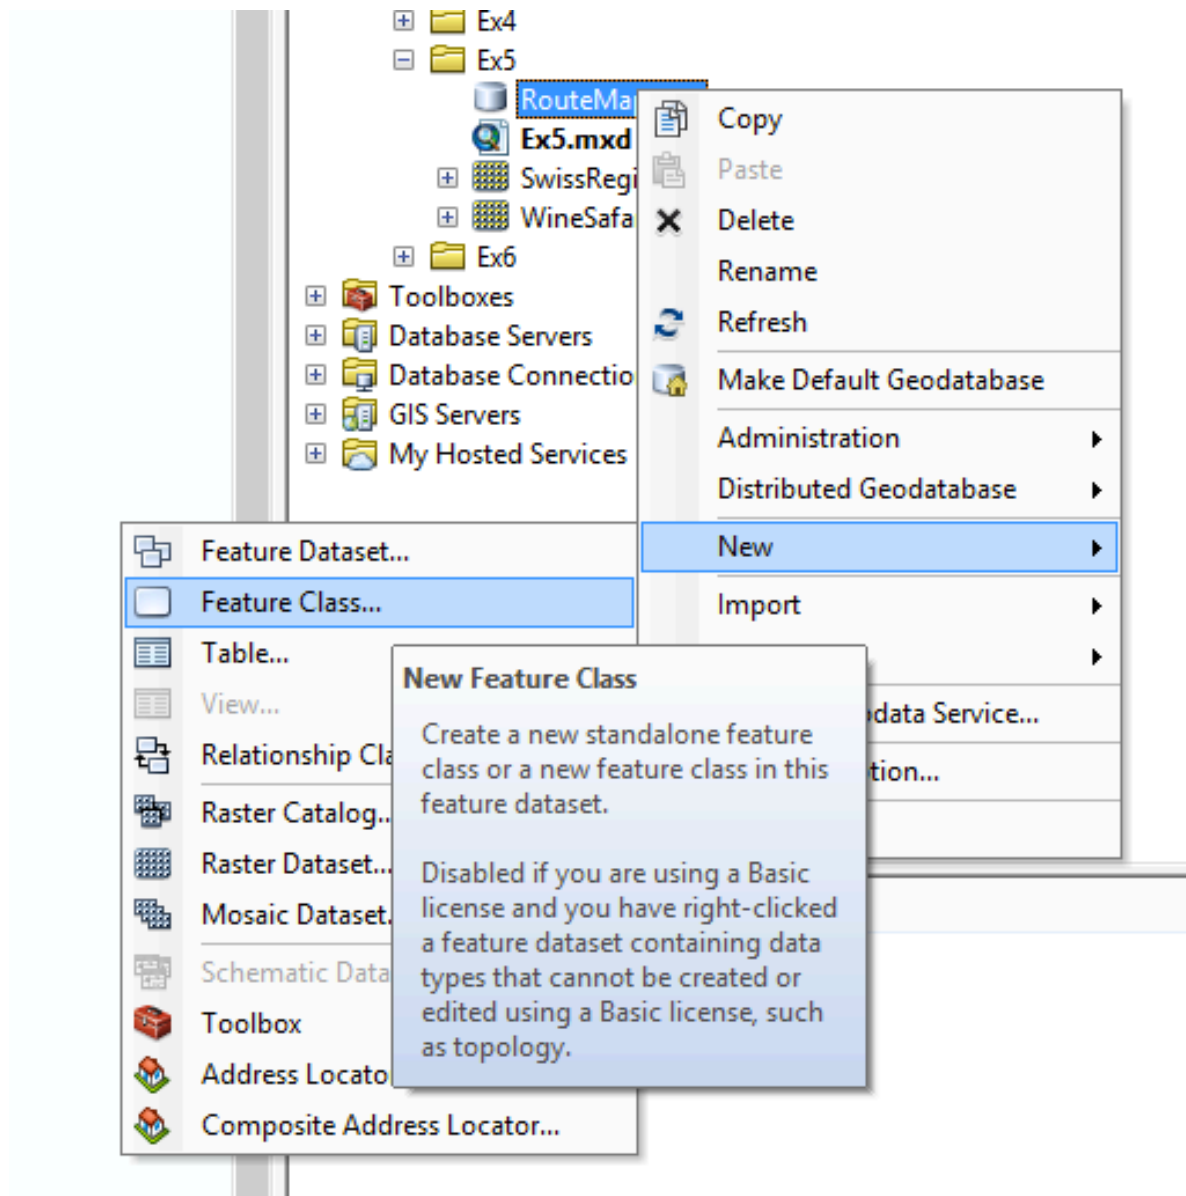 Ex4
Ex5
RouteMa
Ex5.mxd
SwissRegi
WineSafa
Ex6
Toolboxes
Database Servers
Database Connectio
GIS Servers
My Hosted Services
Copy
Paste
Delete
Rename
Refresh
Make Default Geodatabase
Administration
Distributed Geodatabase
New
Import
data Service...
tion...
Feature Dataset...
Feature Class...
Table...
View...
Relationship Cla
Raster Catalog..
Raster Dataset...
Mosaic Dataset.
Schematic Data
Toolbox
Address Locato
Composite Address Locator...
New Feature Class
Create a new standalone feature
class or a new feature class in this
feature dataset.
Disabled if you are using a Basic
license and you have right-clicked
a feature dataset containing data
types that cannot be created or
edited using a Basic license, such
as topology.